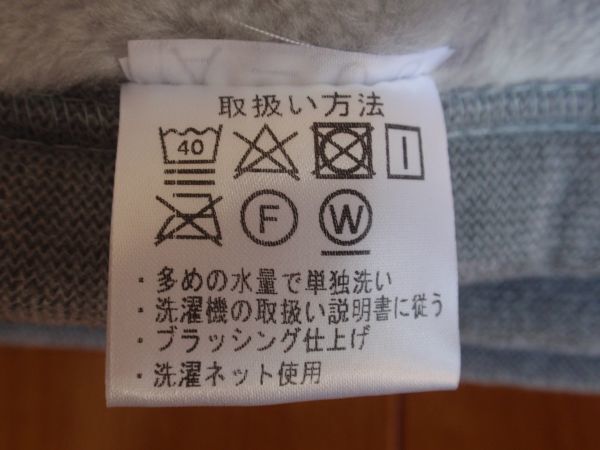 取扱い方法
40
F W
・多めの水量で単独洗い
・洗濯機の取扱い説明書に従う
・ブラッシング仕上げ
・洗濯ネット使用